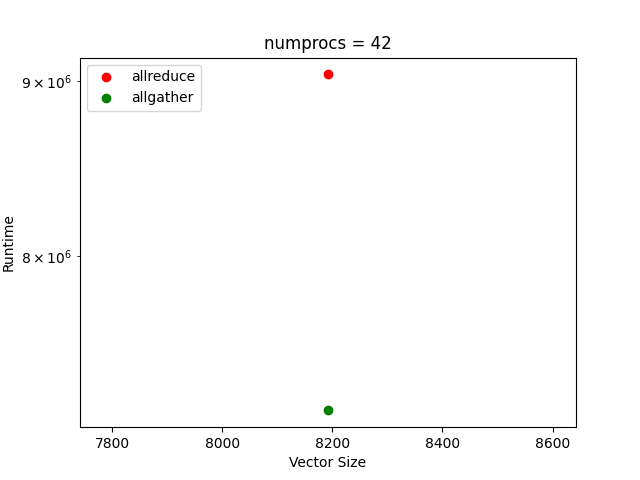 numprocs = 42
allreduce
allgather
9 × 10⁶
8 × 10⁶
Runtime
7800 8000 8200 8400 8600
Vector Size